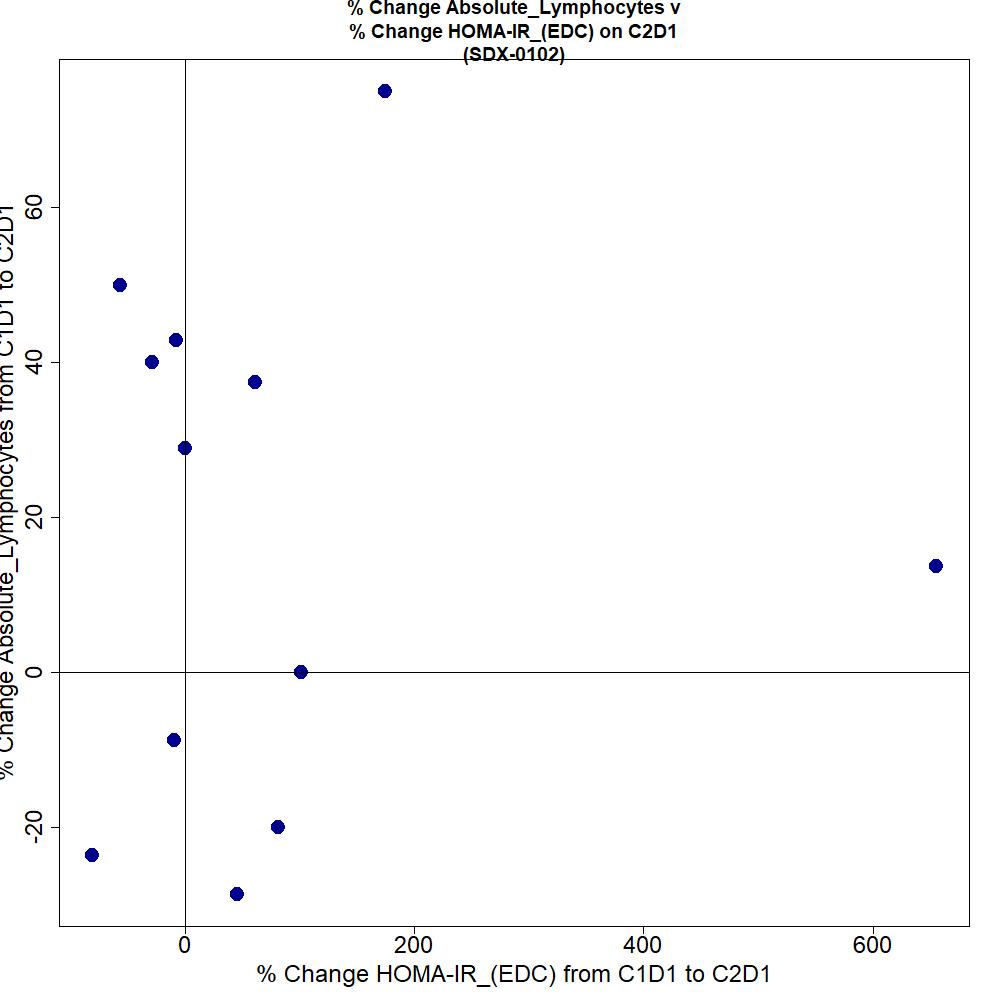 % Change Absolute_Lymphocytes v
% Change HOMA-IR_(EDC) on C2D1
(SDX-0102)
% Change Absolute_Lymphocytes from C1D1 to C2D1
60
40
20
0
-20
0 200 400 600
% Change HOMA-IR_(EDC) from C1D1 to C2D1